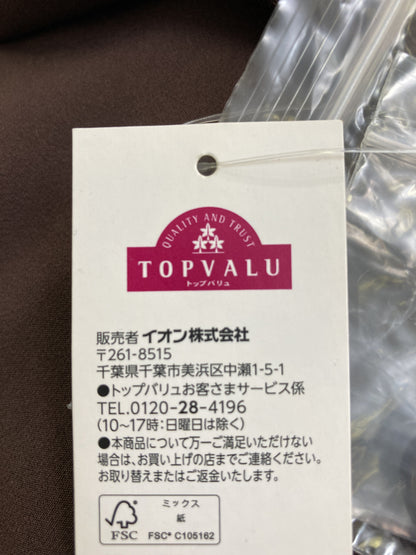 QUALITY AND TRUST
TOPVALU
トップバリュ
販売者 イオン株式会社
〒261-8515
千葉県千葉市美浜区中瀬1-5-1
●トップバリュお客さまサービス係
TEL.0120-28-4196
(10〜17時:日曜日は除く)
●本商品について万一ご満足いただけない
場合は、お買い上げの店までご連絡ください。
お取り替えまたはご返金いたします。
ミックス
紙
FSC
FSC® C105162